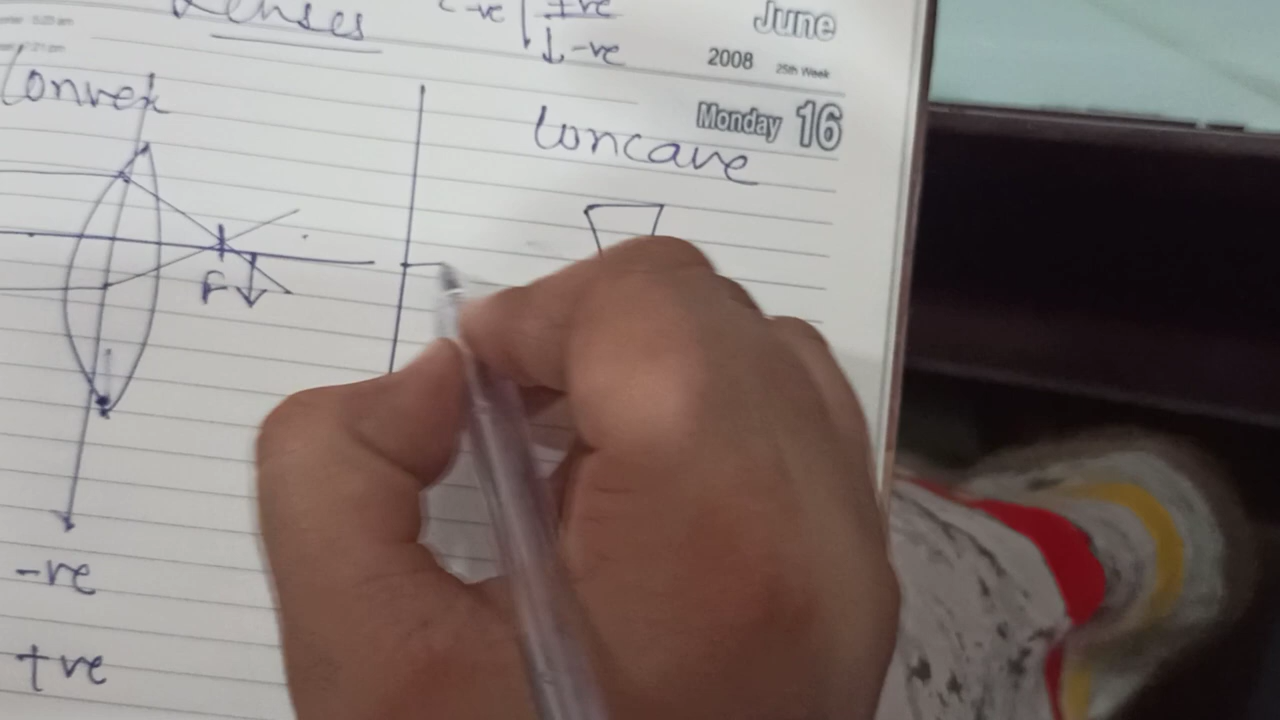 Lenses
-ve
+ve
↓ -ve
June
2008 25th Week
Monday 16
Convex
Concave
F
-ve
+ve